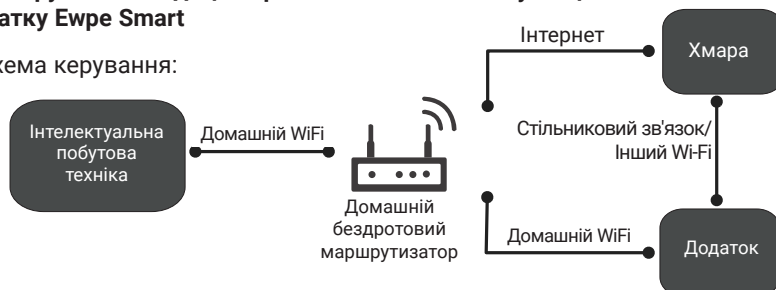 атку Ewpe Smart
хема керування:
Інтернет
Хмара
Інтелектуальна
побутова
техніка
Домашній WiFi
Стільниковий зв'язок/
Інший Wi-Fi
Домашній
бездротовий
маршрутизатор
Домашній WiFi
Додаток